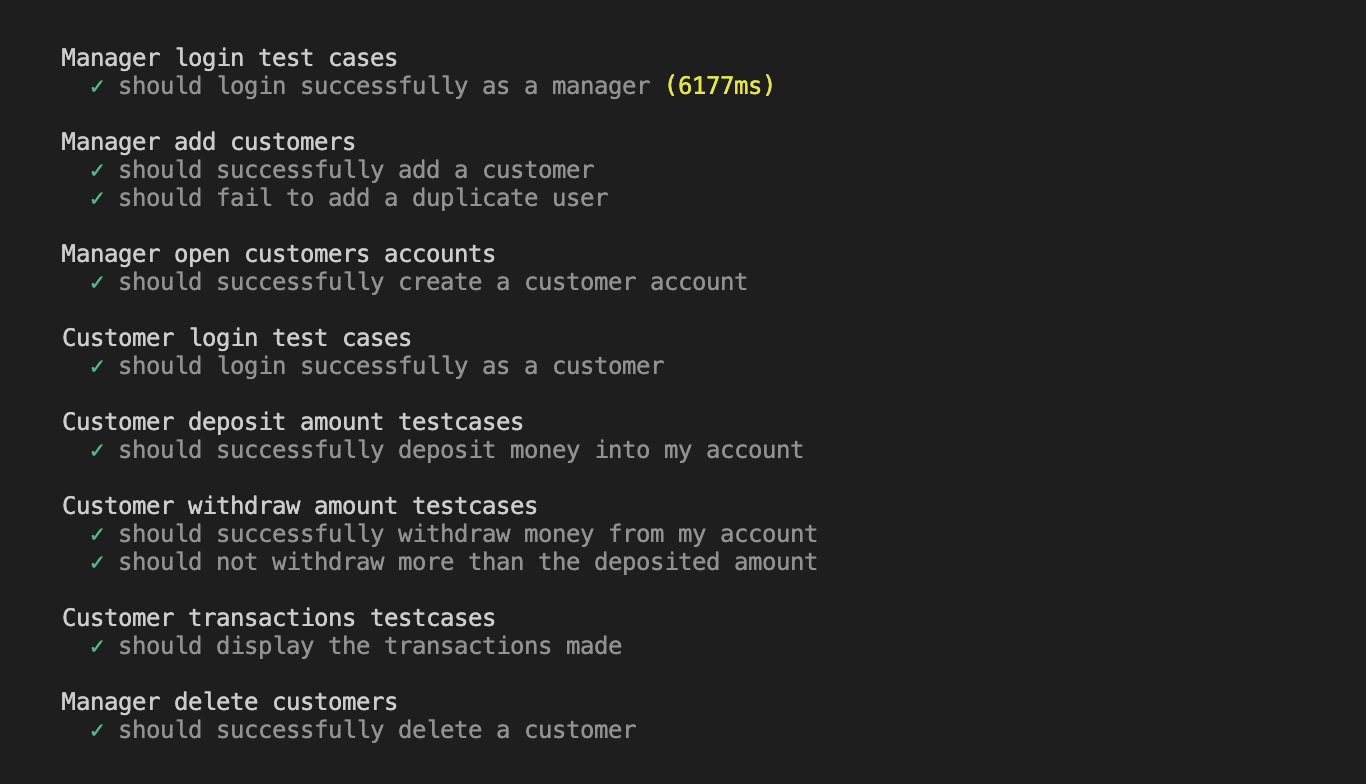 Manager login test cases
✓ should login successfully as a manager (6177ms)
Manager add customers
✓ should successfully add a customer
✓ should fail to add a duplicate user
Manager open customers accounts
✓ should successfully create a customer account
Customer login test cases
✓ should login successfully as a customer
Customer deposit amount testcases
✓ should successfully deposit money into my account
Customer withdraw amount testcases
✓ should successfully withdraw money from my account
✓ should not withdraw more than the deposited amount
Customer transactions testcases
✓ should display the transactions made
Manager delete customers
✓ should successfully delete a customer